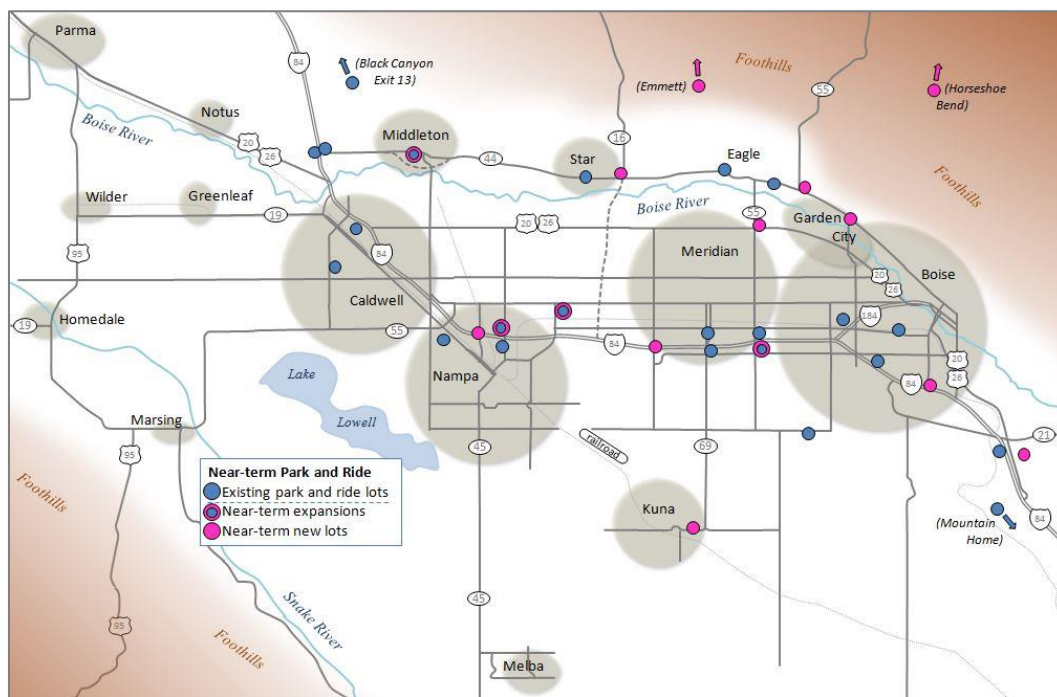 Parma
84
(Black Canyon
Exit 13)
Foothills
(Emmett)
55
(Horseshoe
Bend)
Notus
Boise River
20
26
Middleton
44
16
Star
Eagle
Foothills
Wilder
Greenleaf
19
Boise River
55
Garden
City
20
26
Meridian
95
84
20
26
Boise
Caldwell
19
Homedale
55
84
184
20
26
Lake
Lowell
Nampa
84
Marsing
95
45
railroad
69
21
Near-term Park and Ride
Existing park and ride lots
Near-term expansions
Near-term new lots
Foothills
Kuna
(Mountain
Home)
84
Snake River
45
95
Foothills
Melba